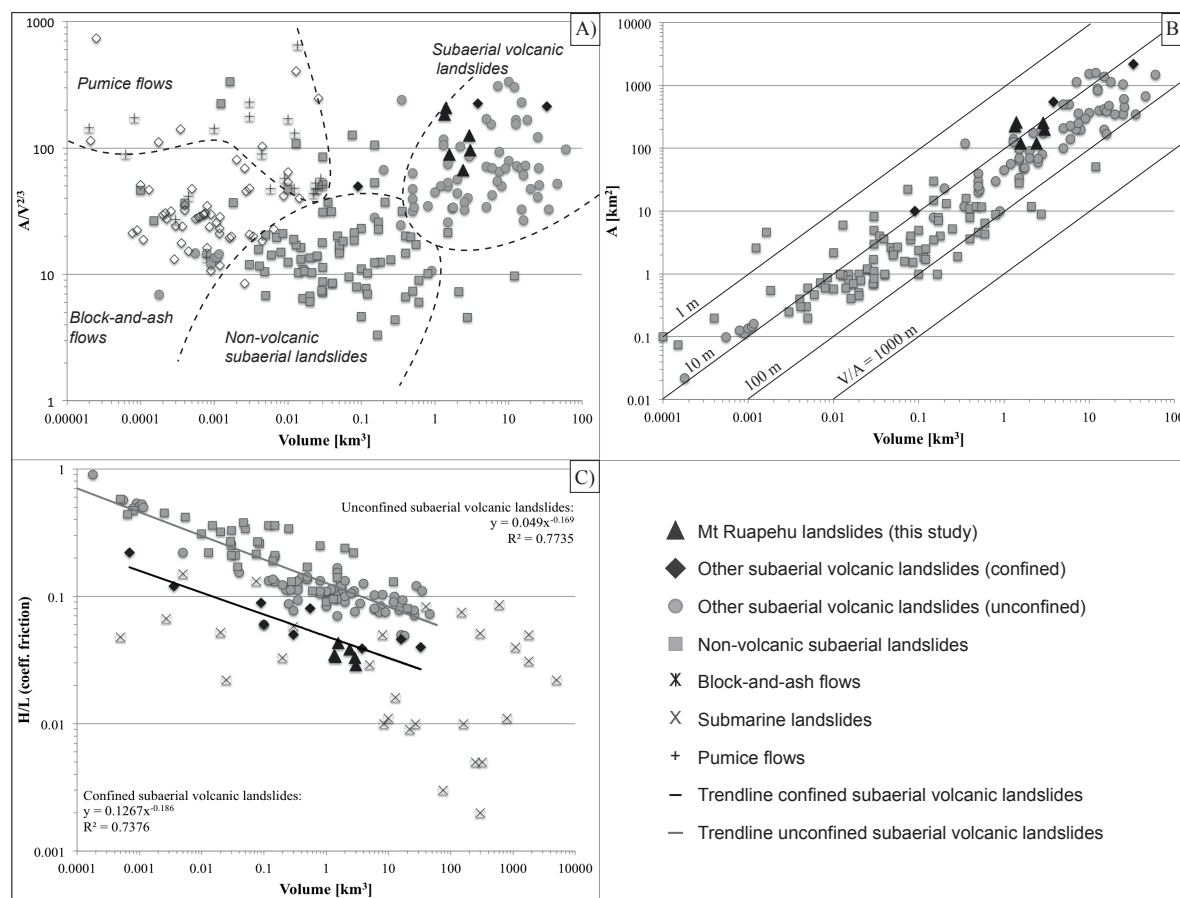 A)
1000
100
10
1
A/V2/3
0.00001
0.0001
0.001
0.01
0.1
1
10
100
Volume [km3]
Pumice flows
Subaerial volcanic
landslides
Block-and-ash
flows
Non-volcanic
subaerial landslides
B)
10000
1000
100
10
1
0.1
0.01
A [km2]
0.0001
0.001
0.01
0.1
1
10
100
Volume [km3]
1 m
10 m
100 m
V/A = 1000 m
C)
1
0.1
0.01
0.001
H/L (coeff. friction)
0.0001
0.001
0.01
0.1
1
10
100
1000
10000
Volume [km3]
Unconfined subaerial volcanic landslides:
y = 0.049x-0.169
R² = 0.7735
Confined subaerial volcanic landslides:
y = 0.1267x-0.186
R² = 0.7376
Mt Ruapehu landslides (this study)
Other subaerial volcanic landslides (confined)
Other subaerial volcanic landslides (unconfined)
Non-volcanic subaerial landslides
Block-and-ash flows
Submarine landslides
Pumice flows
Trendline confined subaerial volcanic landslides
Trendline unconfined subaerial volcanic landslides